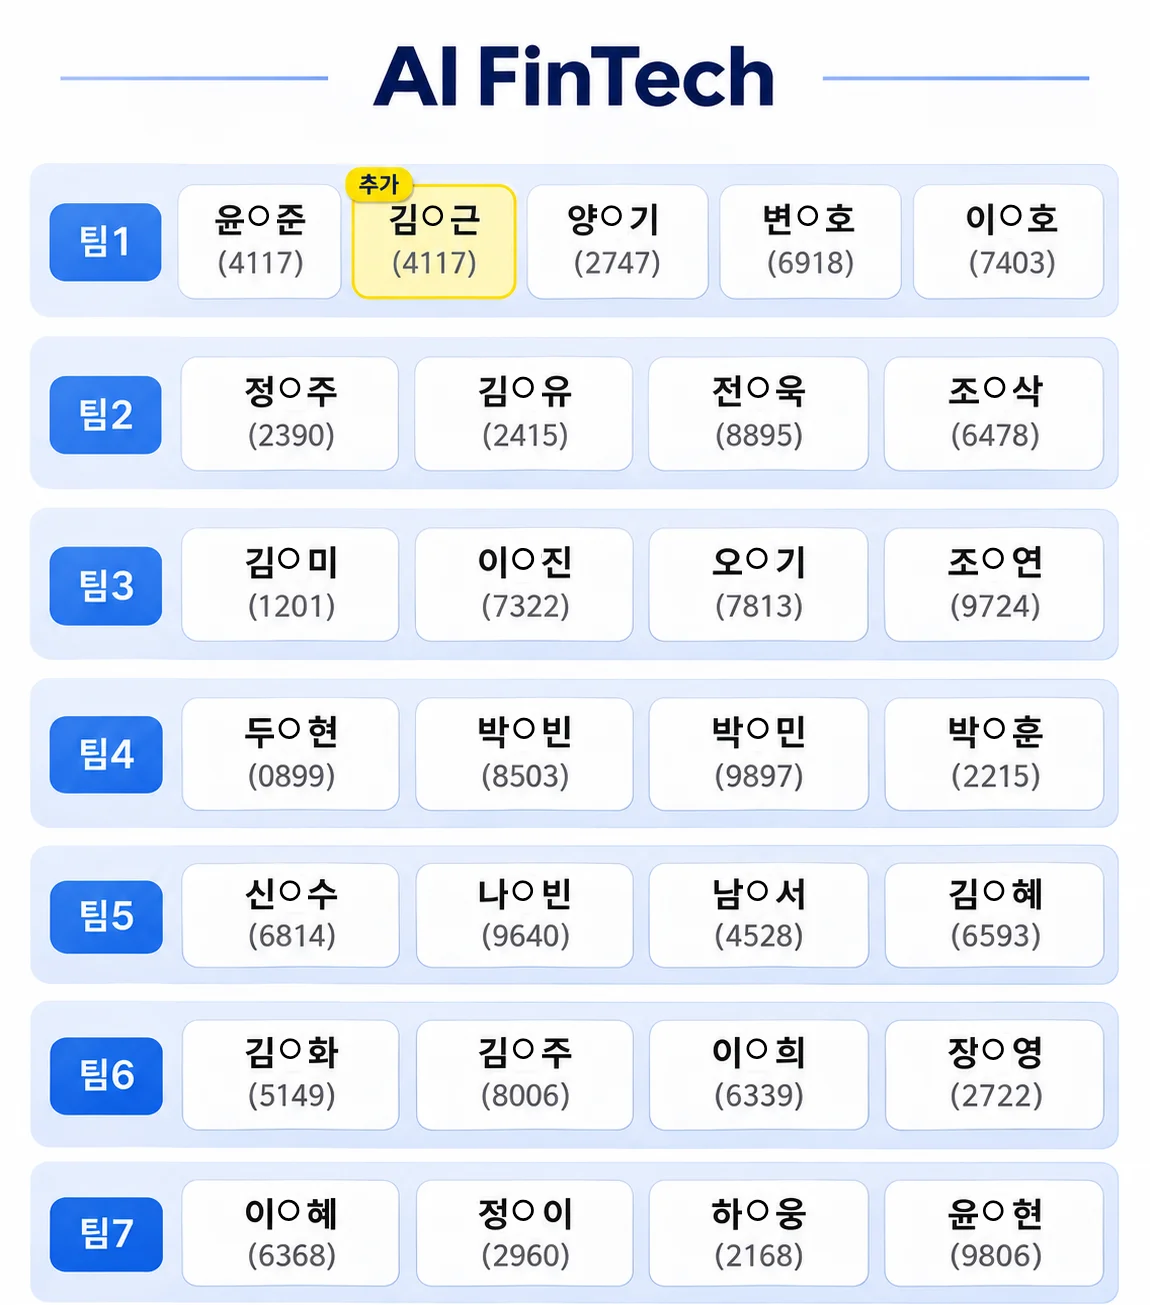 AI FinTech
추가
팀1
윤○준 김○근 양○기 변○호 이○호
(4117) (4117) (2747) (6918) (7403)
팀2
정○주 김○유 전○욱 조○삭
(2390) (2415) (8895) (6478)
팀3
김○미 이○진 오○기 조○연
(1201) (7322) (7813) (9724)
팀4
두○현 박○빈 박○민 박○훈
(0899) (8503) (9897) (2215)
팀5
신○수 나○빈 남○서 김○혜
(6814) (9640) (4528) (6593)
팀6
김○화 김○주 이○희 장○영
(5149) (8006) (6339) (2722)
팀7
이○혜 정○이 하○웅 윤○현
(6368) (2960) (2168) (9806)